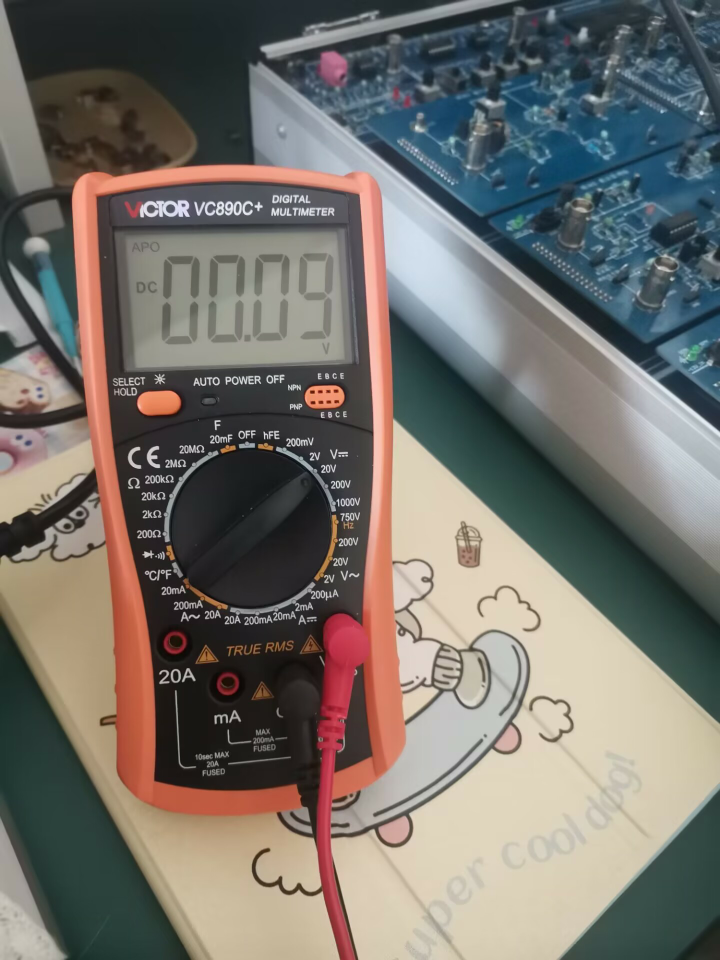 VICTOR VC890C+ DIGITAL MULTIMETER
APO
DC 00.09 V
SELECT HOLD
AUTO POWER OFF
E B C E
NPN
PNP
E B C E
F
20mF OFF hFE 200mV
CE
20MΩ
2V V⎓
2MΩ
20V
Ω 200kΩ
200V
20kΩ
1000V
2kΩ
750V
Hz
200Ω
200V
20V
°C/°F
2V V~
20mA
200μA
200mA
2mA
A~ 20A 20A 200mA 20mA A⎓
TRUE RMS
20A
mA
MAX
200mA
FUSED
10sec MAX
20A
FUSED
super cool dog!